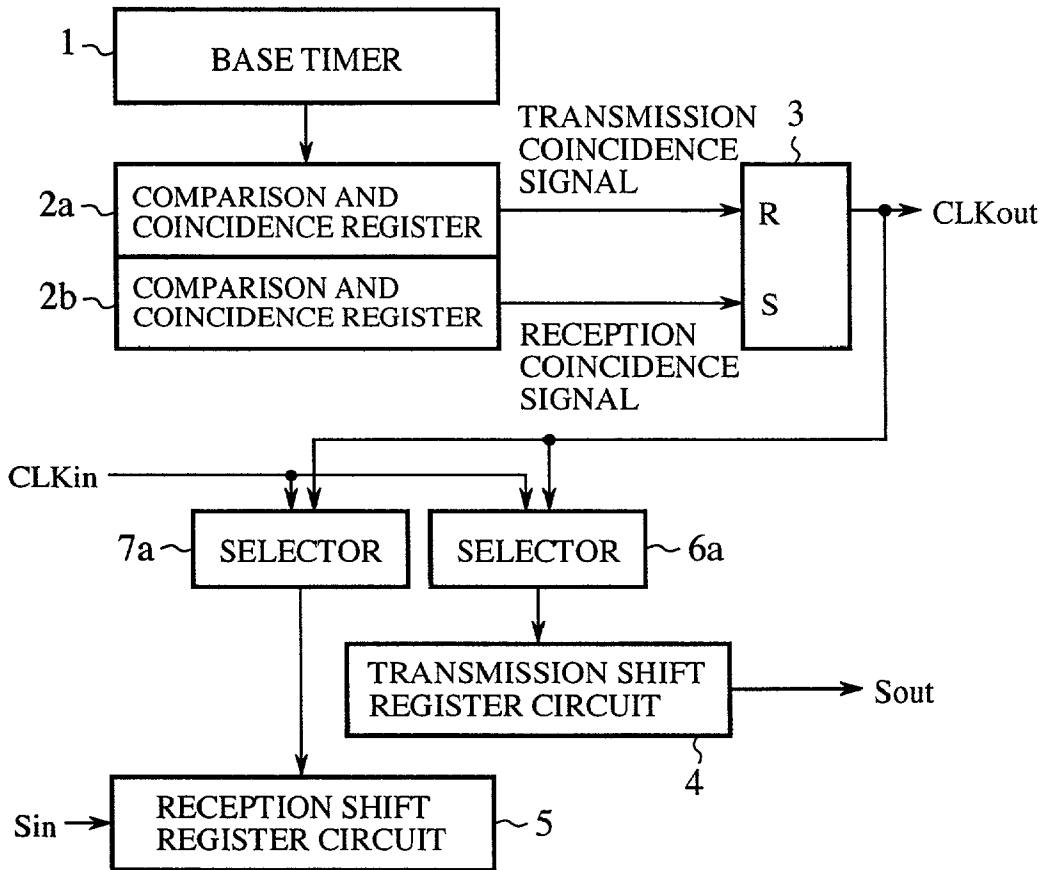 1
BASE TIMER
TRANSMISSION
COINCIDENCE
SIGNAL
3
2a
COMPARISON AND
COINCIDENCE REGISTER
R
CLKout
2b
COMPARISON AND
COINCIDENCE REGISTER
S
RECEPTION
COINCIDENCE
SIGNAL
CLKin
7a
SELECTOR
SELECTOR
6a
TRANSMISSION SHIFT
REGISTER CIRCUIT
Sout
4
Sin
RECEPTION SHIFT
REGISTER CIRCUIT
5